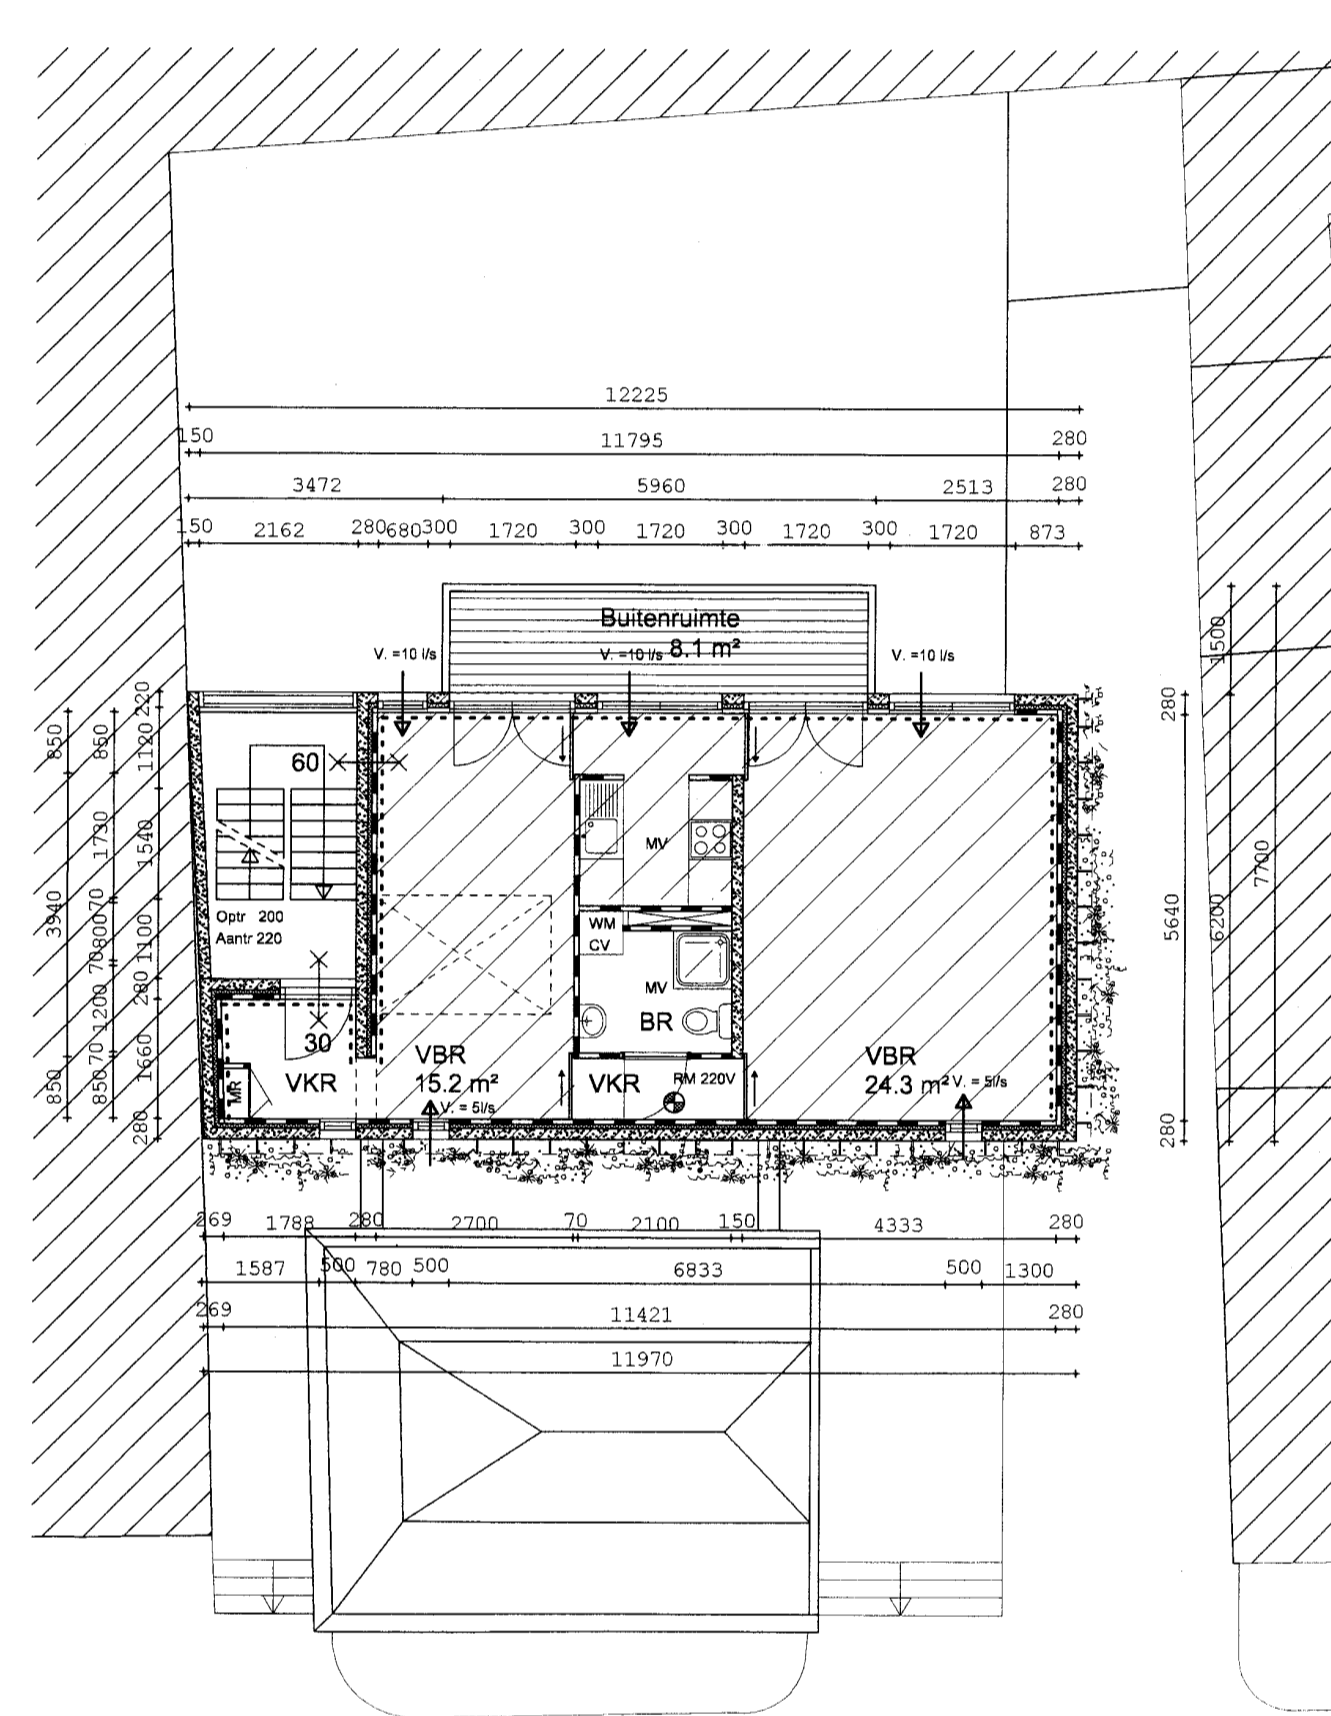 12225
150 11795 280
3472 5960 2513 280
150 2162 280 680 300 1720 300 1720 300 1720 300 1720 873
Buitenruimte
8.1 m²
V. =10 l/s V. =10 l/s V. =10 l/s
1500
7700
6200
280
5640
280
220
1120
1540
1100
280
1660
280
850
1730
70
800
70
1200
70
850
850
3940
850
60
Optr 200
Aantr 220
30
VKR
MR
MV
WM
CV
MV
BR
VBR
15.2 m²
V. = 5l/s
VKR
RM 220V
VBR
24.3 m² V. = 5l/s
269 1788 280 2700 70 2100 150 4333 280
1587 500 780 500 6833 500 1300
269 11421 280
11970